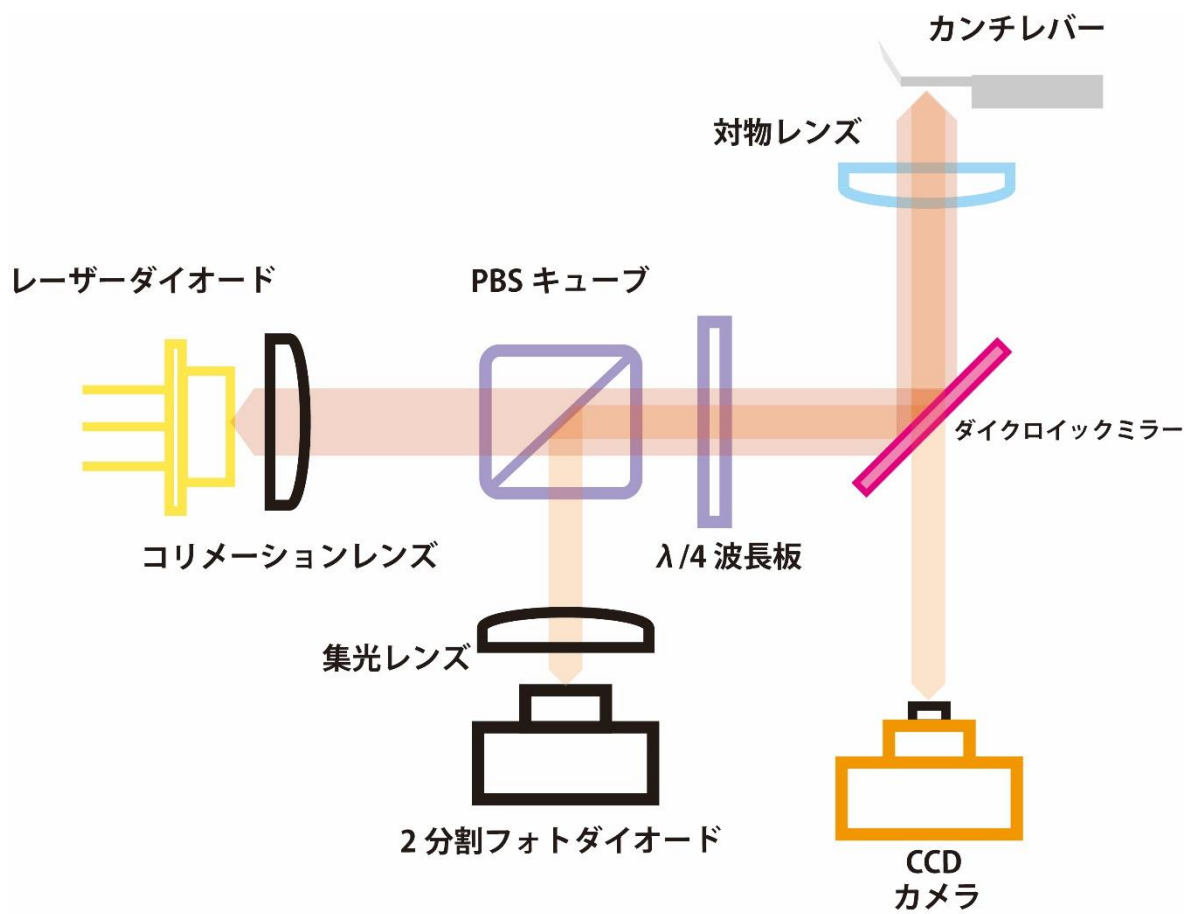 カンチレバー
対物レンズ
レーザーダイオード
PBS キューブ
ダイクロイックミラー
コリメーションレンズ
λ/4 波長板
集光レンズ
2 分割フォトダイオード
CCD
カメラ